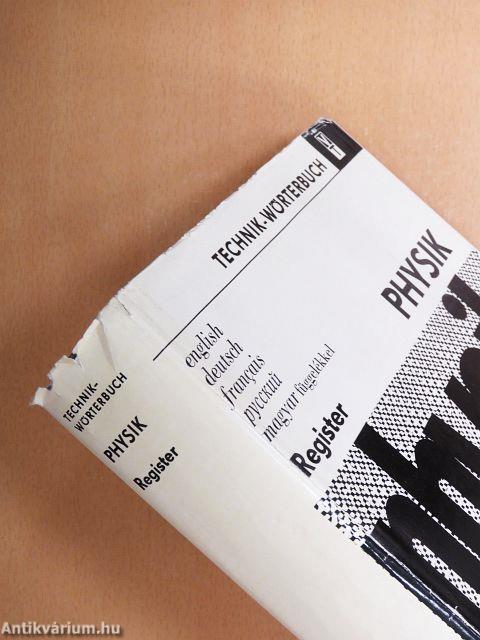 TECHNIK-WÖRTERBUCH
PHYSIK
english
deutsch
français
русский
magyar függelékkel
Register
TECHNIK-
WÖRTERBUCH
PHYSIK
Register
Antikvárium.hu